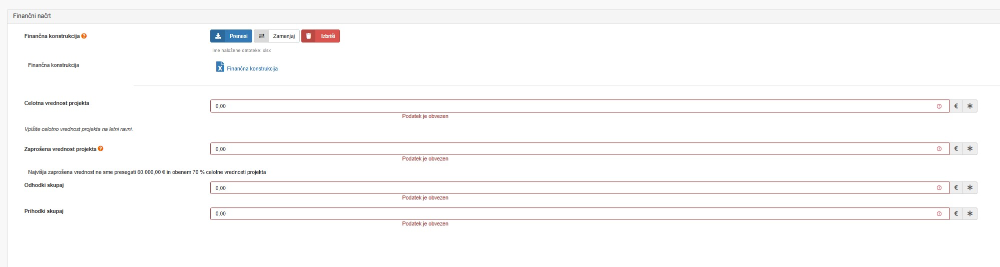 Finančni načrt
Finančna konstrukcija
Prenesi Zamenjaj Izbriši
Ime naložene datoteke: xlsx
Finančna konstrukcija
Finančna konstrukcija
Celotna vrednost projekta
0,00 €
Podatek je obvezen
Vpišite celotno vrednost projekta na letni ravni.
Zaprošena vrednost projekta
0,00 €
Podatek je obvezen
Najvišja zaprošena vrednost ne sme presegati 60.000,00 € in obenem 70 % celotne vrednosti projekta
Odhodki skupaj
0,00 €
Podatek je obvezen
Prihodki skupaj
0,00 €
Podatek je obvezen